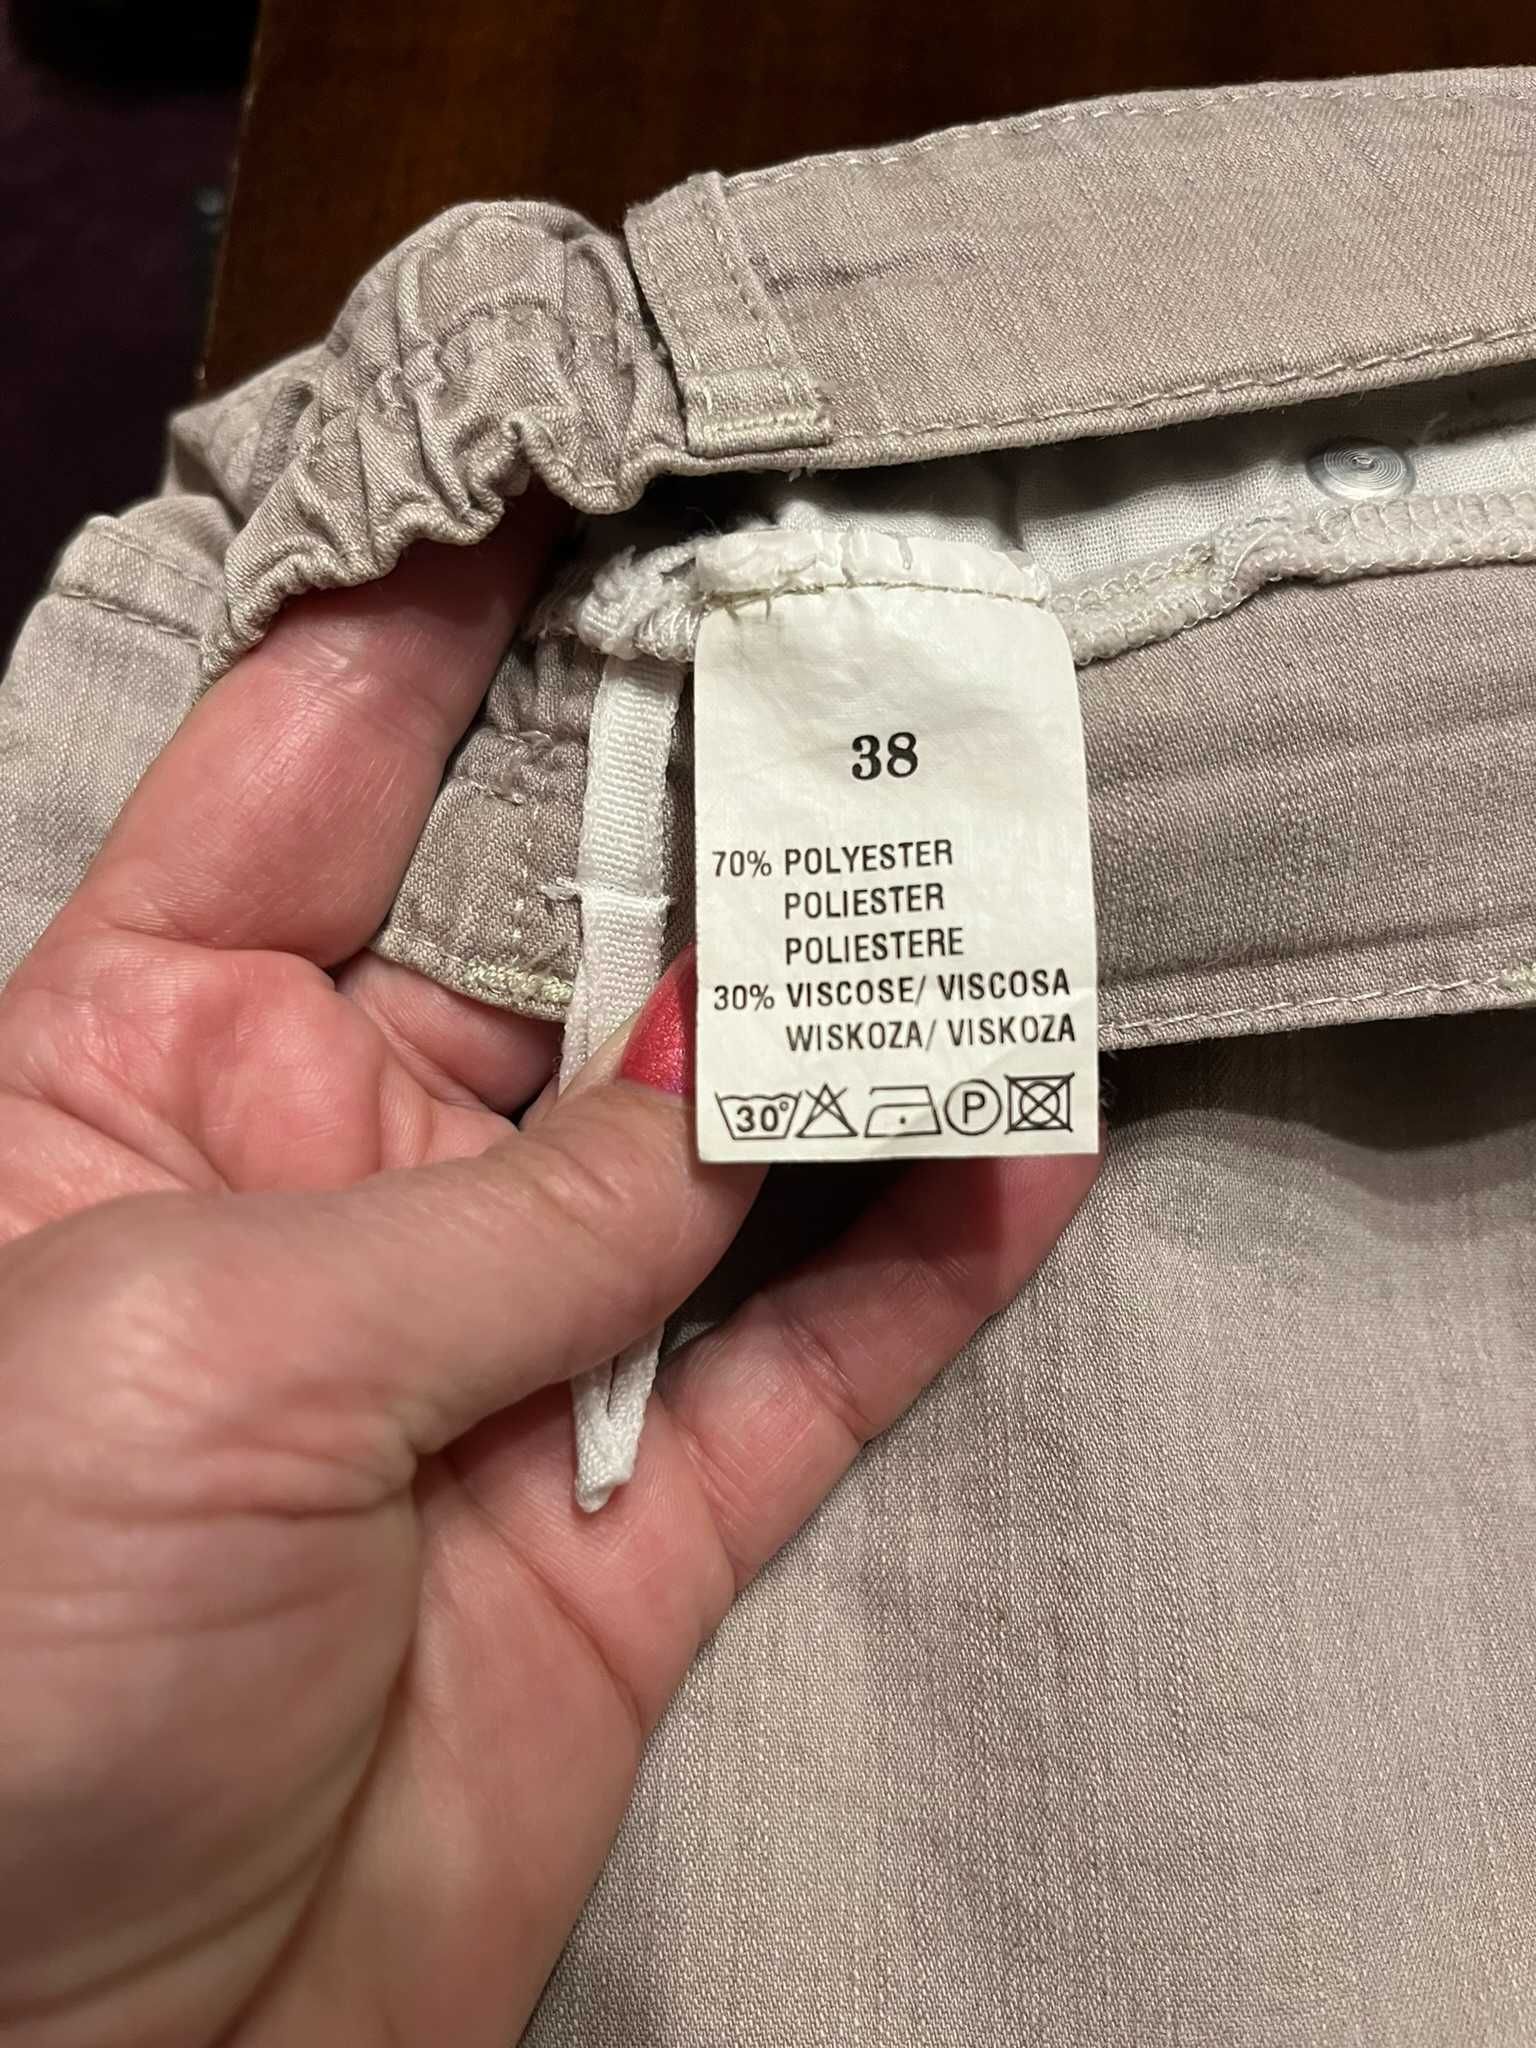 38
70% POLYESTER
POLIESTER
POLIESTERE
30% VISCOSE/ VISCOSA
WISKOZA/ VISKOZA
30° P